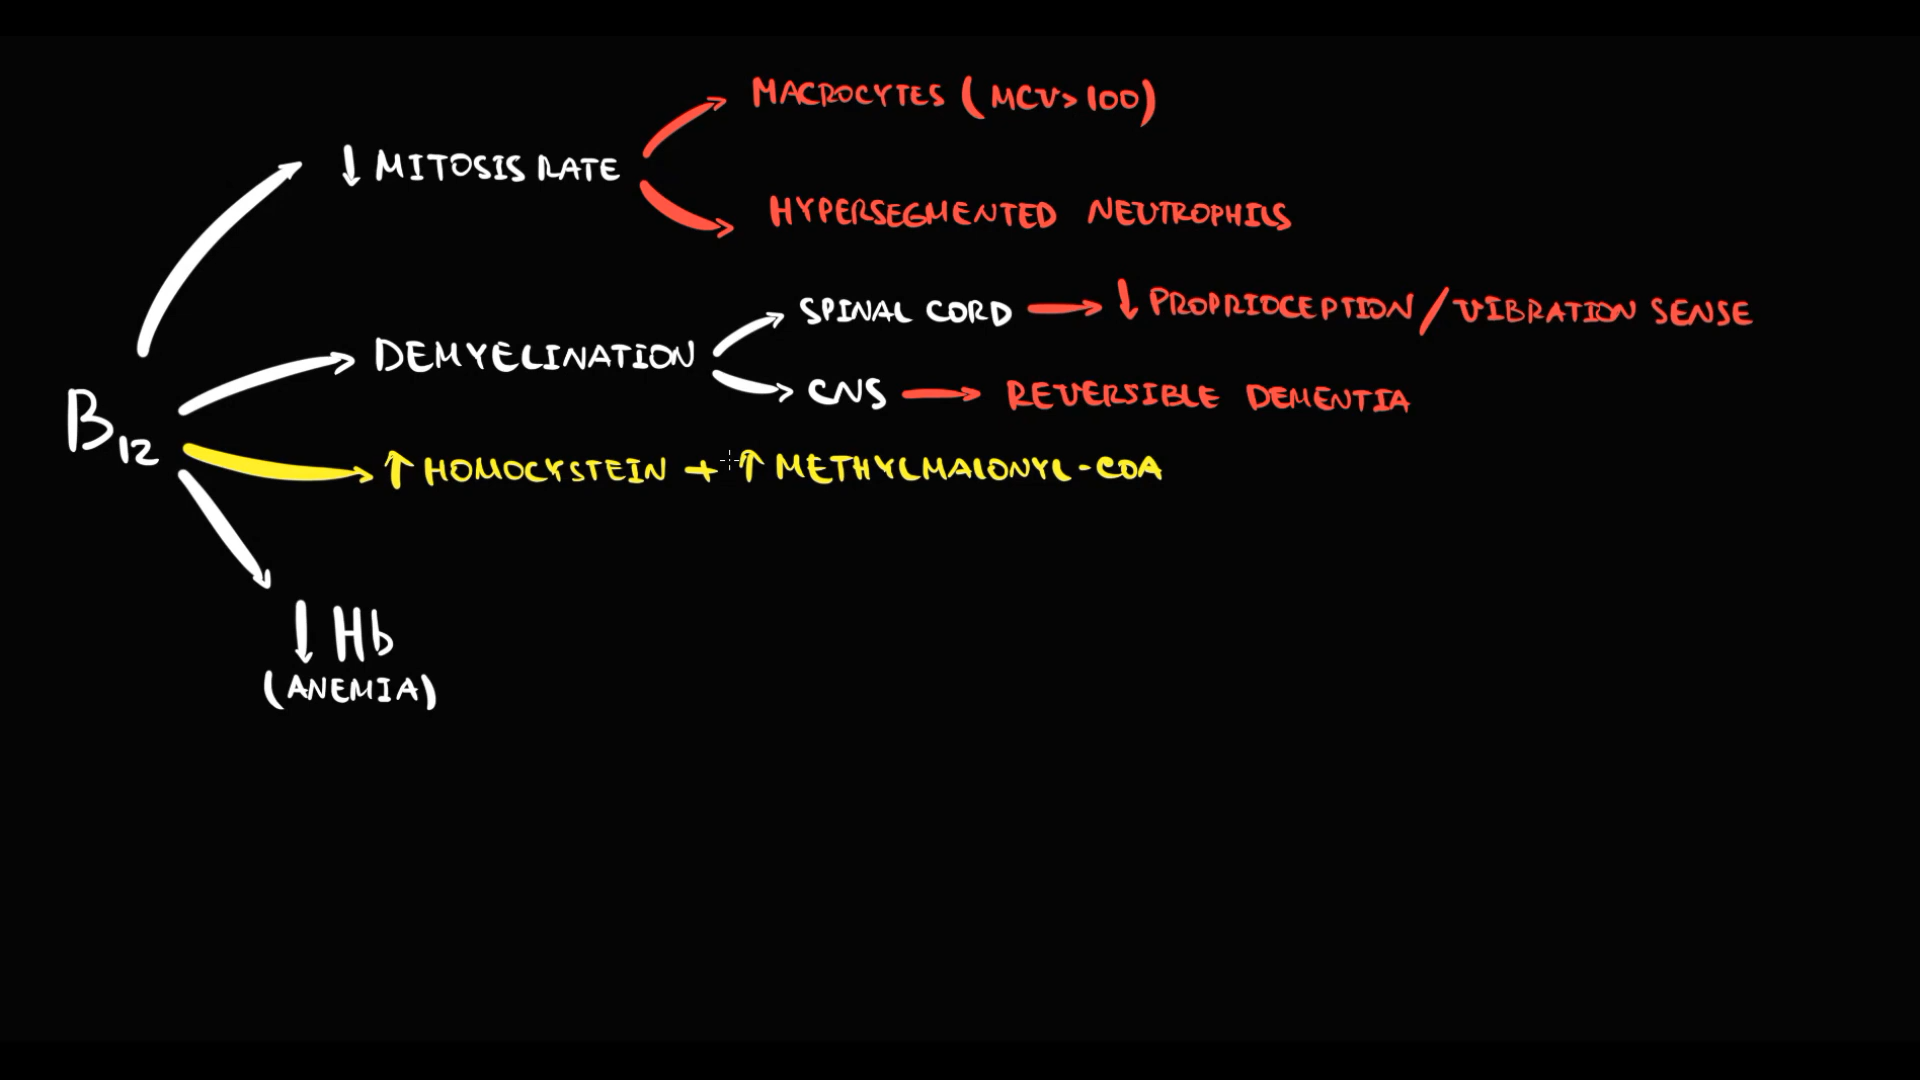 MACROCYTES (MCV>100)
↓ MITOSIS RATE
HYPERSEGMENTED NEUTROPHILS
SPINAL CORD → ↓ PROPRIOCEPTION/VIBRATION SENSE
DEMYELINATION
CNS → REVERSIBLE DEMENTIA
B12
↑ HOMOCYSTEIN + ↑ METHYLMALONYL-COA
↓ Hb
(ANEMIA)